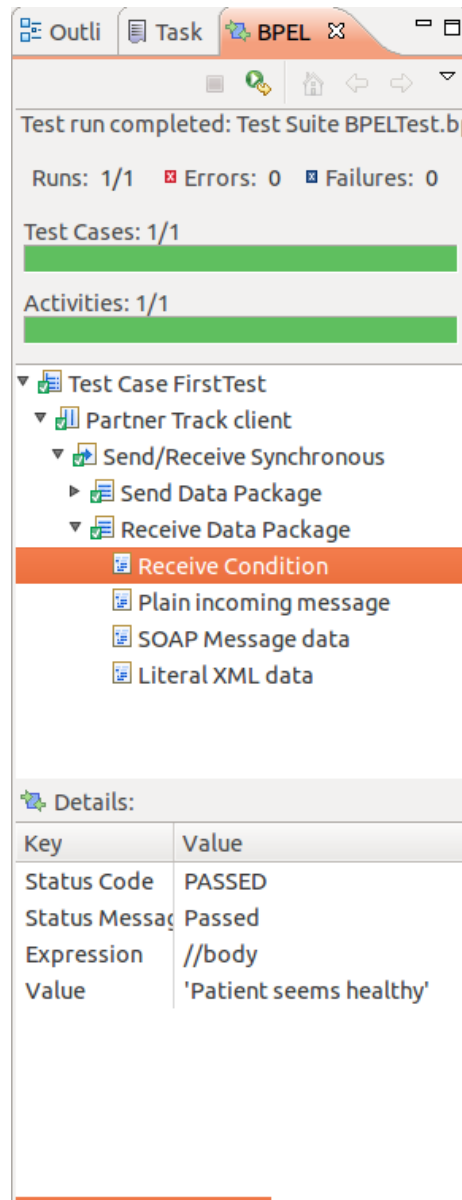 Outli Task BPEL
Test run completed: Test Suite BPELTest.b
Runs: 1/1 Errors: 0 Failures: 0
Test Cases: 1/1
Activities: 1/1
Test Case FirstTest
Partner Track client
Send/Receive Synchronous
Send Data Package
Receive Data Package
Receive Condition
Plain incoming message
SOAP Message data
Literal XML data
Details:
Key Value
Status Code PASSED
Status Messag Passed
Expression //body
Value 'Patient seems healthy'